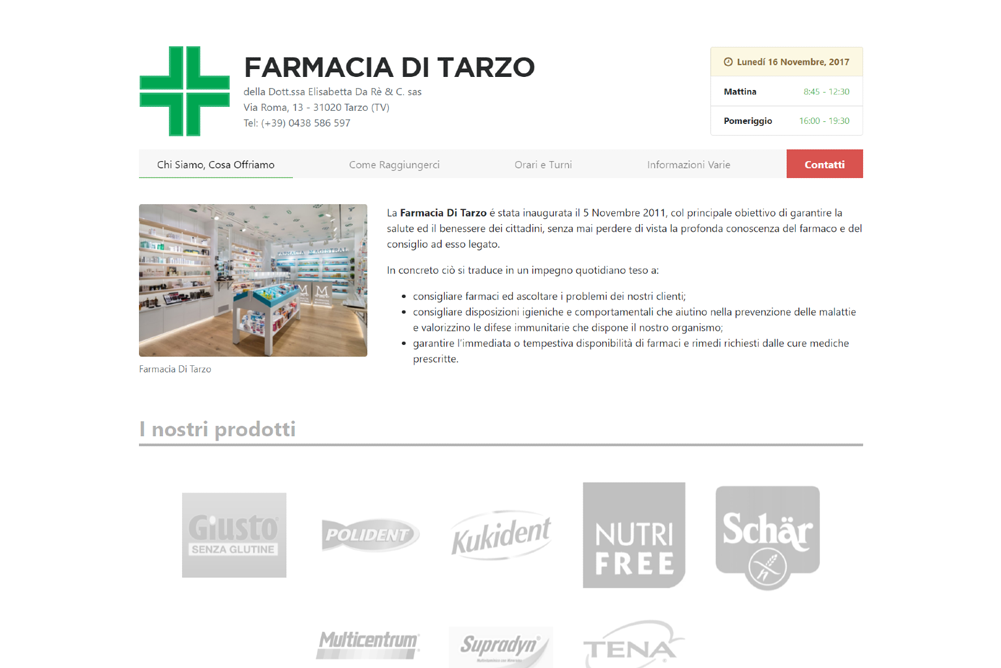 FARMACIA DI TARZO
della Dott.ssa Elisabetta Da Rè & C. sas
Via Roma, 13 - 31020 Tarzo (TV)
Tel: (+39) 0438 586 597
Lunedí 16 Novembre, 2017
Mattina 8:45 - 12:30
Pomeriggio 16:00 - 19:30
Chi Siamo, Cosa Offriamo Come Raggiungerci Orari e Turni Informazioni Varie Contatti
La Farmacia Di Tarzo é stata inaugurata il 5 Novembre 2011, col principale obiettivo di garantire la
salute ed il benessere dei cittadini, senza mai perdere di vista la profonda conoscenza del farmaco e del
consiglio ad esso legato.
In concreto ciò si traduce in un impegno quotidiano teso a:
• consigliare farmaci ed ascoltare i problemi dei nostri clienti;
• consigliare disposizioni igieniche e comportamentali che aiutino nella prevenzione delle malattie
e valorizzino le difese immunitarie che dispone il nostro organismo;
• garantire l'immediata o tempestiva disponibilità di farmaci e rimedi richiesti dalle cure mediche
prescritte.
Farmacia Di Tarzo
I nostri prodotti
Giusto
SENZA GLUTINE
POLIDENT
Kukident
NUTRI
FREE
Schär
Multicentrum
Supradyn
TENA